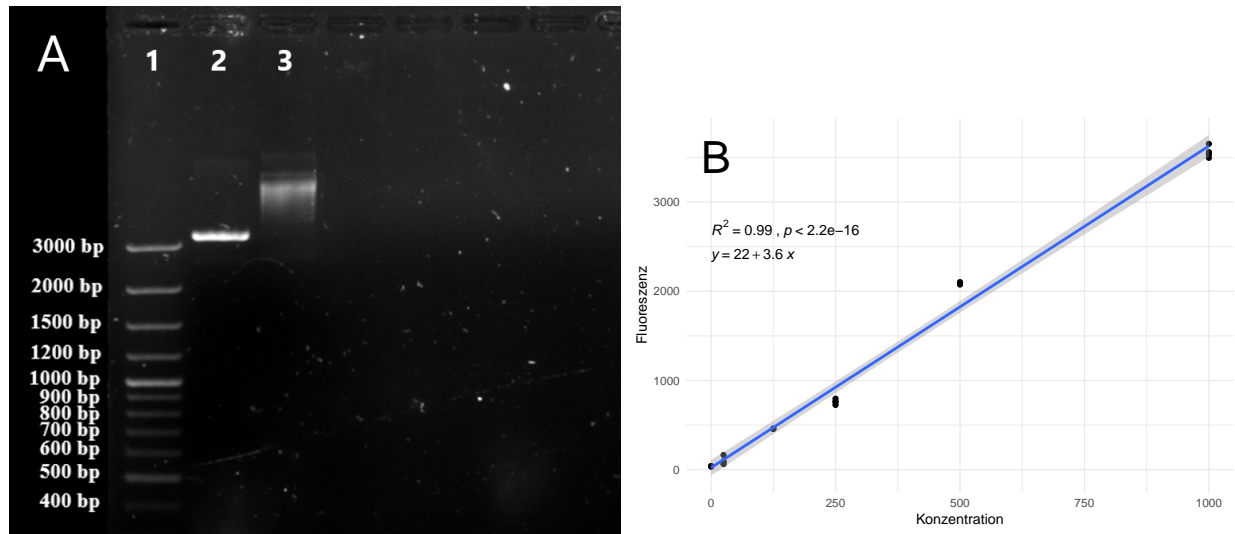 A
1 2 3
3000 bp
2000 bp
1500 bp
1200 bp
1000 bp
900 bp
800 bp
700 bp
600 bp
500 bp
400 bp
B
R² = 0.99 , p < 2.2e−16
y = 22 + 3.6 x
Fluoreszenz
3000
2000
1000
0
0 250 500 750 1000
Konzentration